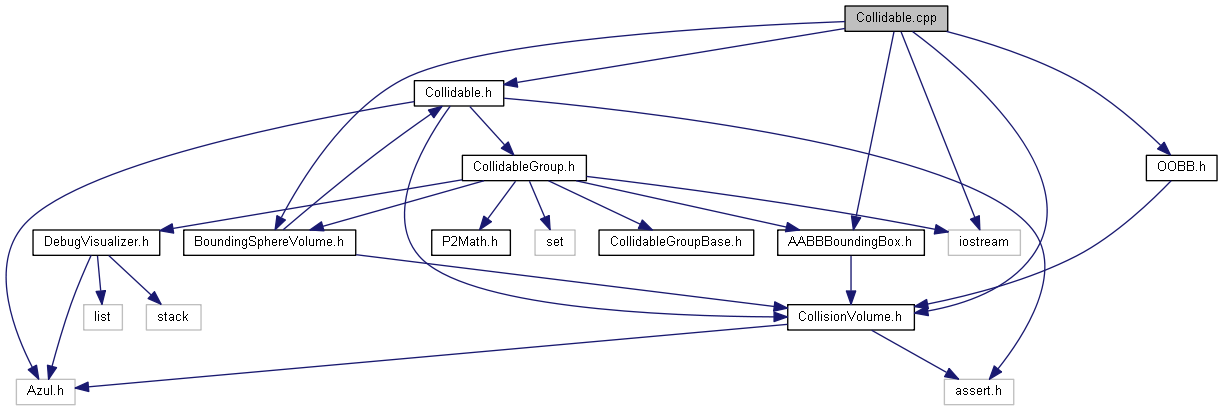 Collidable.cpp
Collidable.h
CollidableGroup.h
OOBB.h
DebugVisualizer.h
BoundingSphereVolume.h
P2Math.h
set
CollidableGroupBase.h
AABBBoundingBox.h
iostream
list
stack
CollisionVolume.h
Azul.h
assert.h